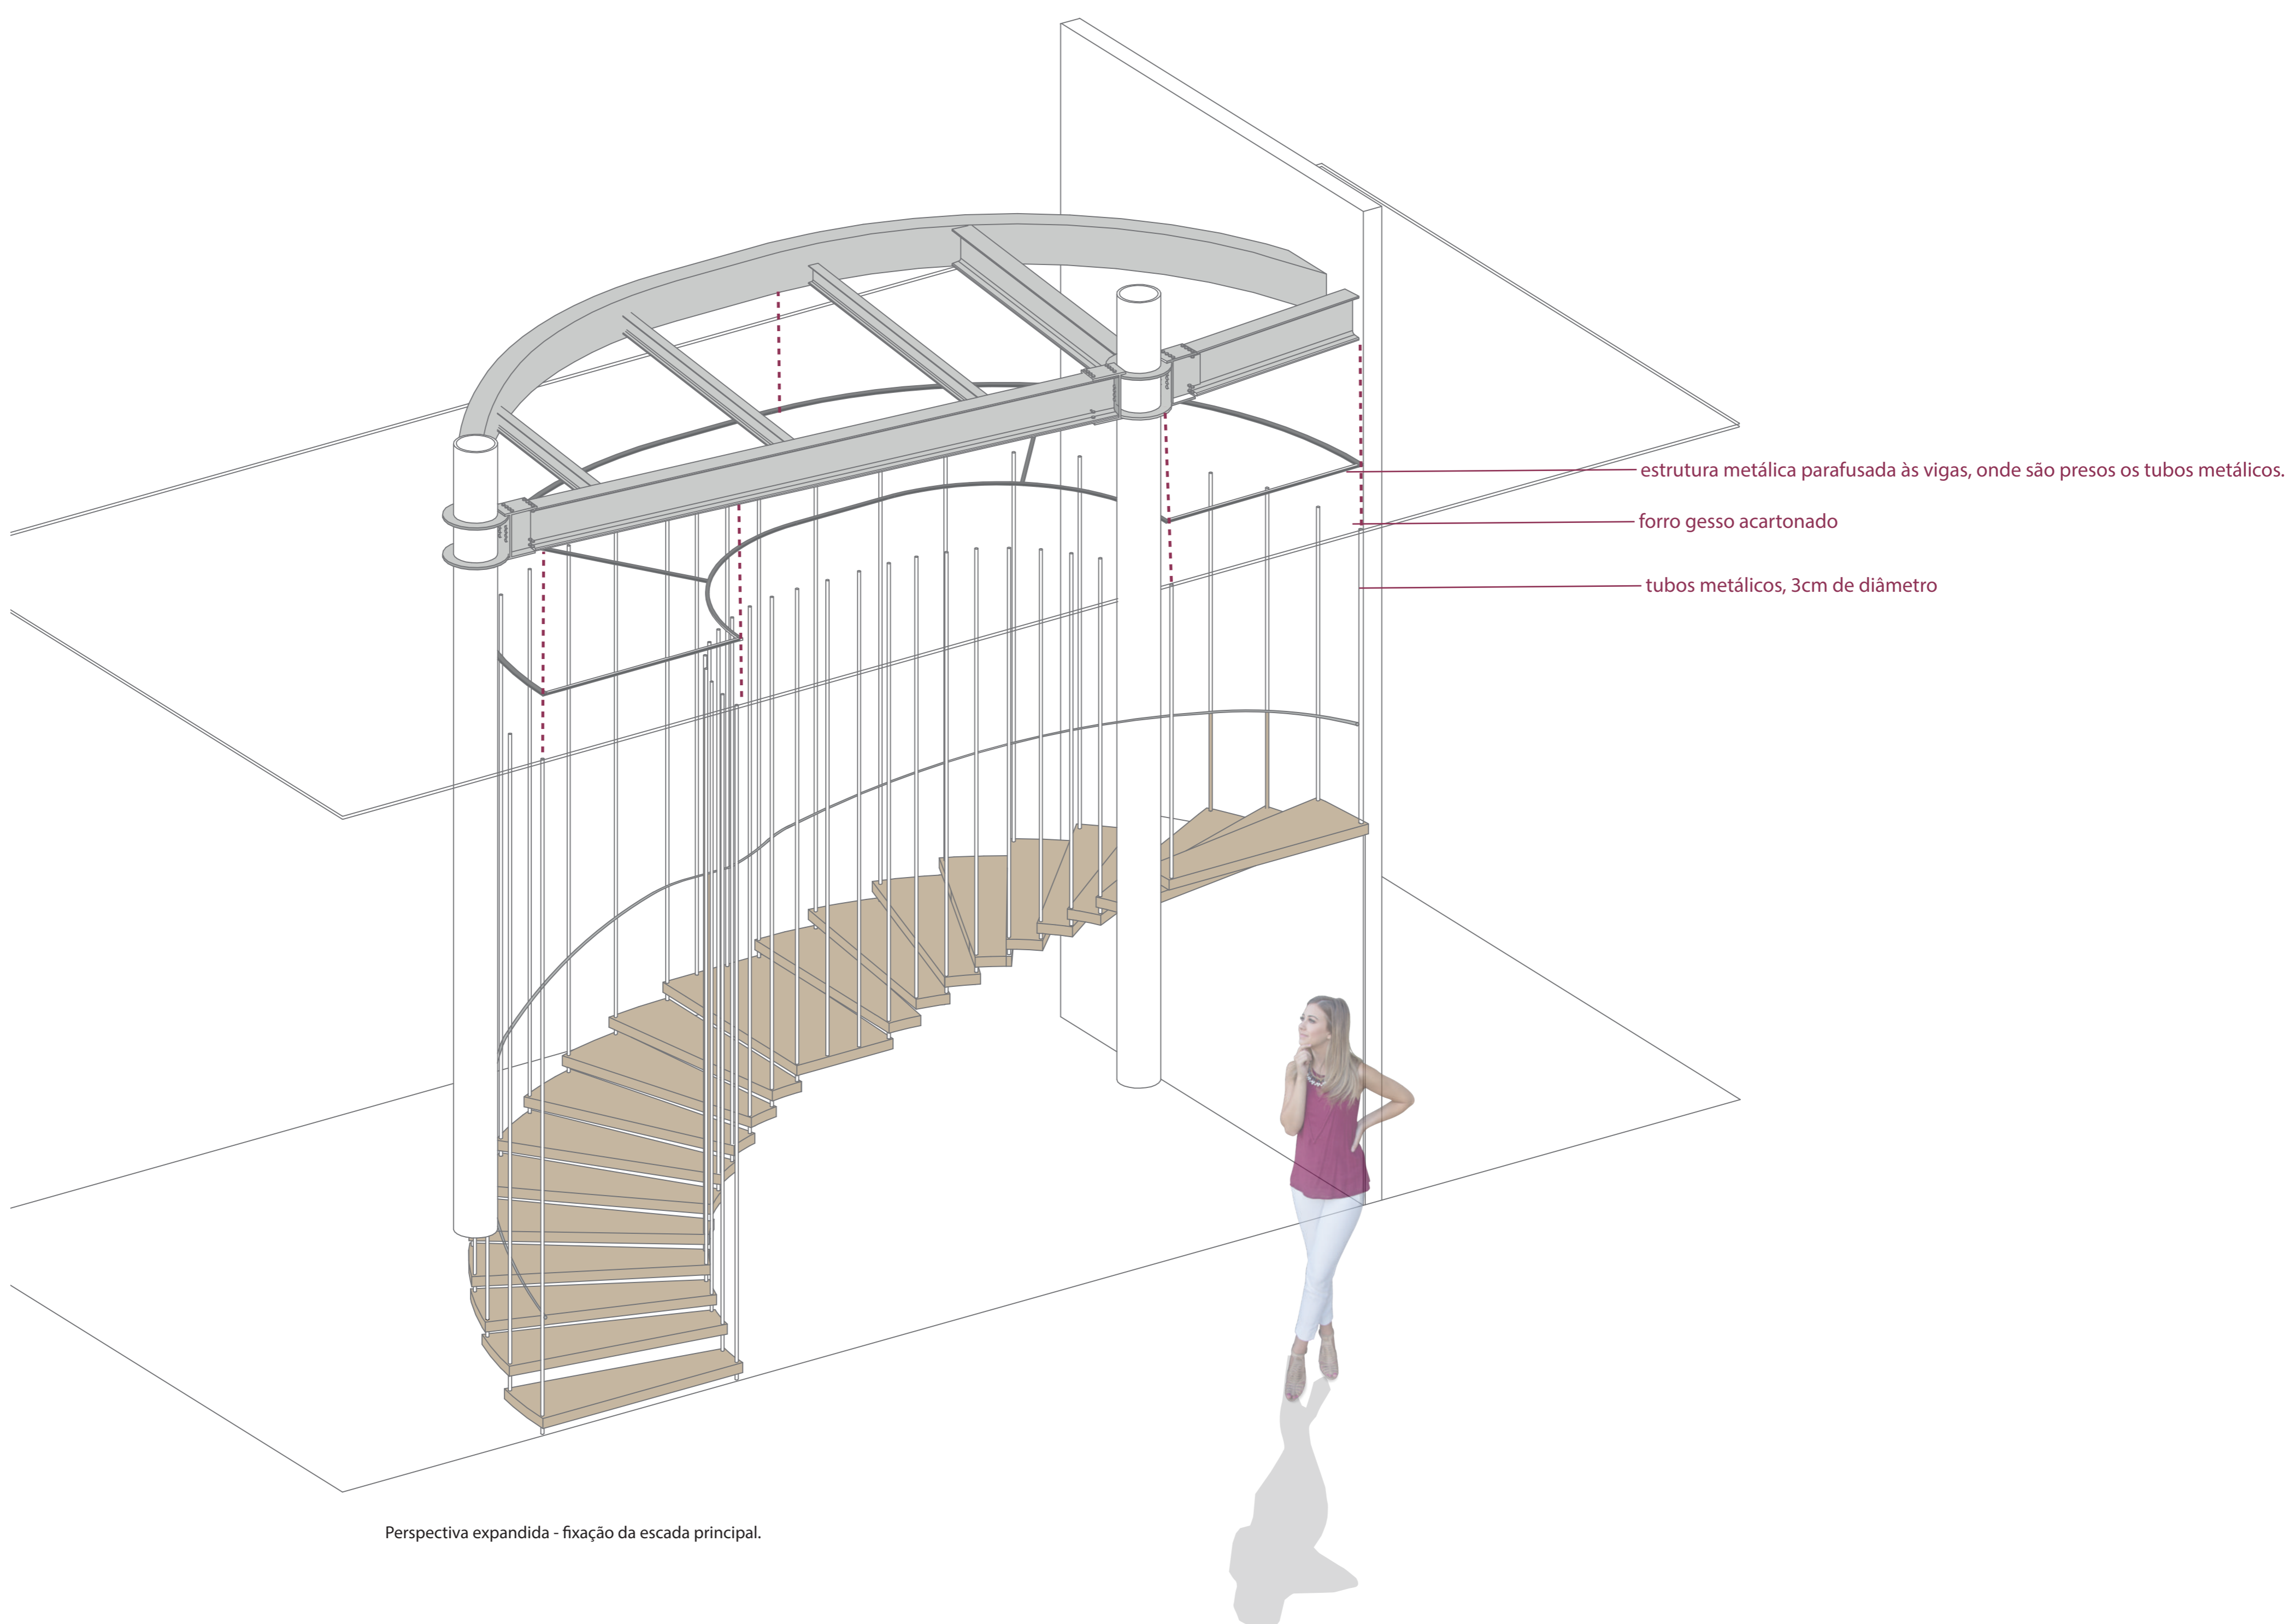 estrutura metálica parafusada às vigas, onde são presos os tubos metálicos.
forro gesso acartonado
tubos metálicos, 3cm de diâmetro
Perspectiva expandida - fixação da escada principal.